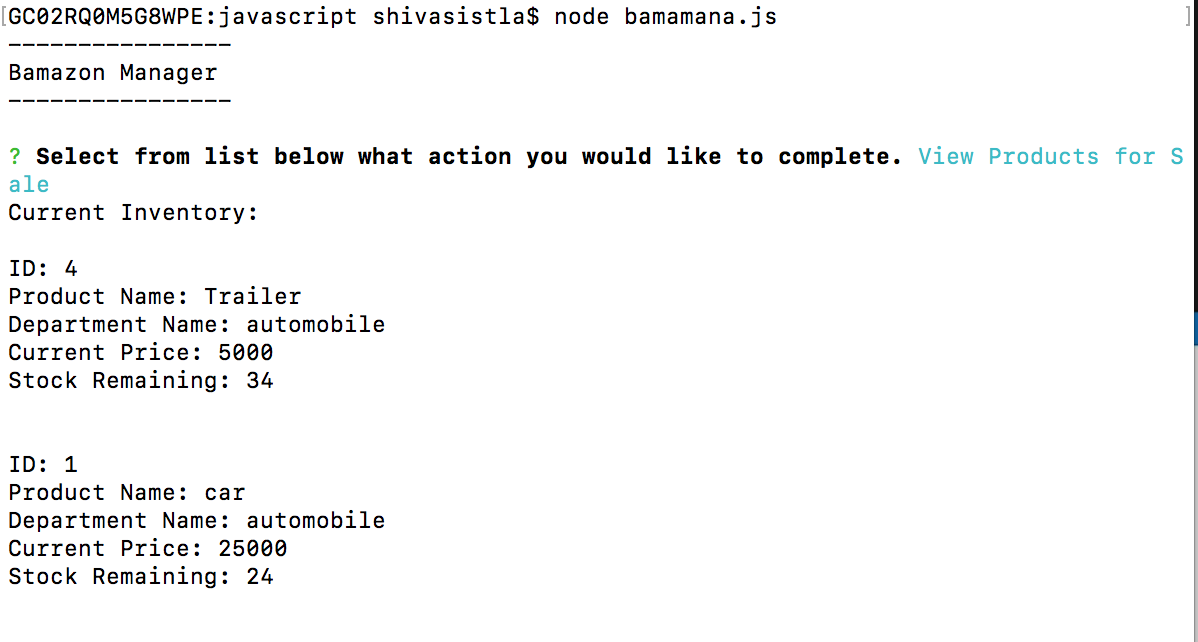 [GC02RQ0M5G8WPE:javascript shivasistla$ node bamamana.js ]
----------------
Bamazon Manager
----------------
? Select from list below what action you would like to complete. View Products for S
ale
Current Inventory:
ID: 4
Product Name: Trailer
Department Name: automobile
Current Price: 5000
Stock Remaining: 34
ID: 1
Product Name: car
Department Name: automobile
Current Price: 25000
Stock Remaining: 24